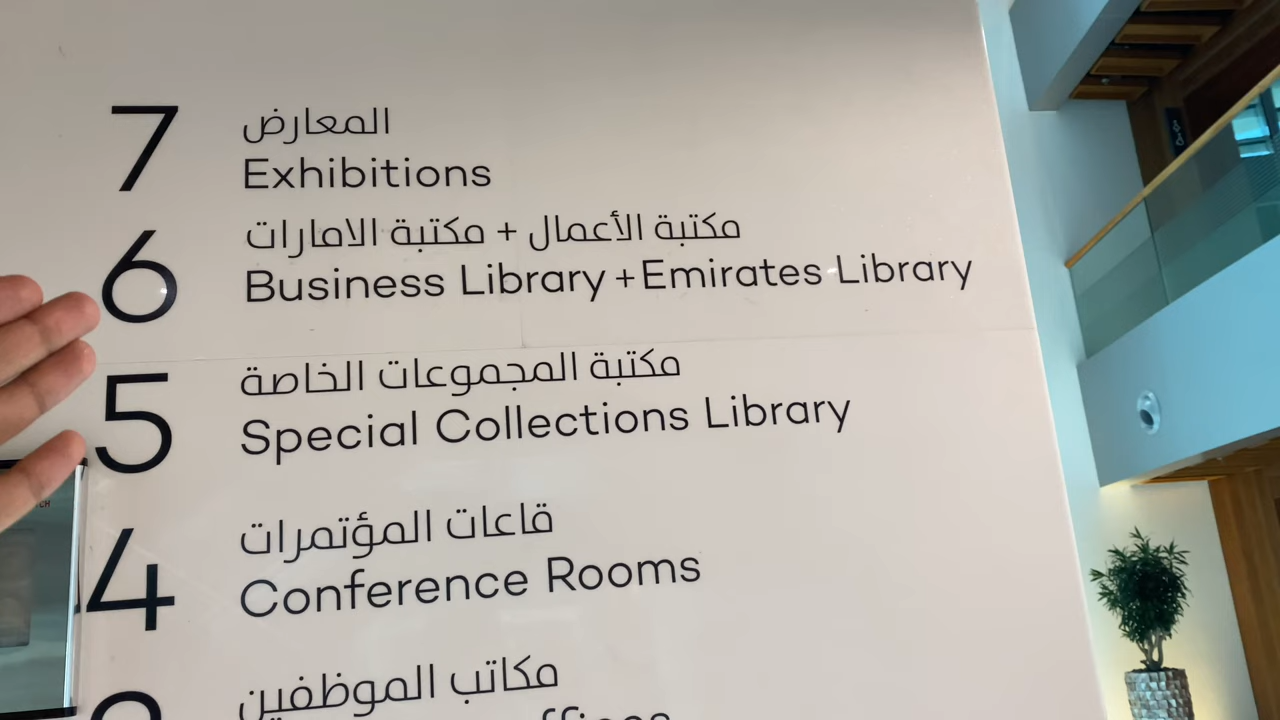 7
المعارض
Exhibitions
6
مكتبة الأعمال + مكتبة الامارات
Business Library + Emirates Library
5
مكتبة المجموعات الخاصة
Special Collections Library
4
قاعات المؤتمرات
Conference Rooms
مكاتب الموظفين